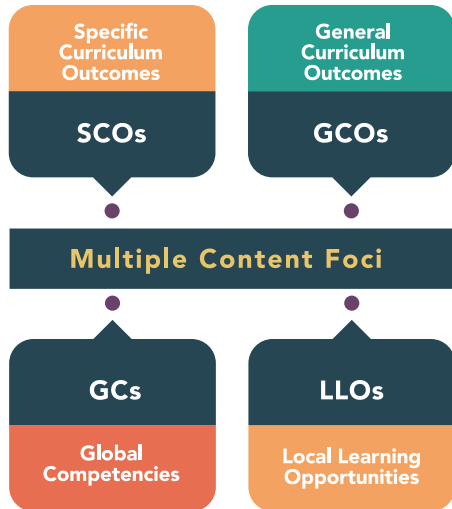 Specific
Curriculum
Outcomes
SCOs
General
Curriculum
Outcomes
GCOs
Multiple Content Foci
GCs
Global
Competencies
LLOs
Local Learning
Opportunities